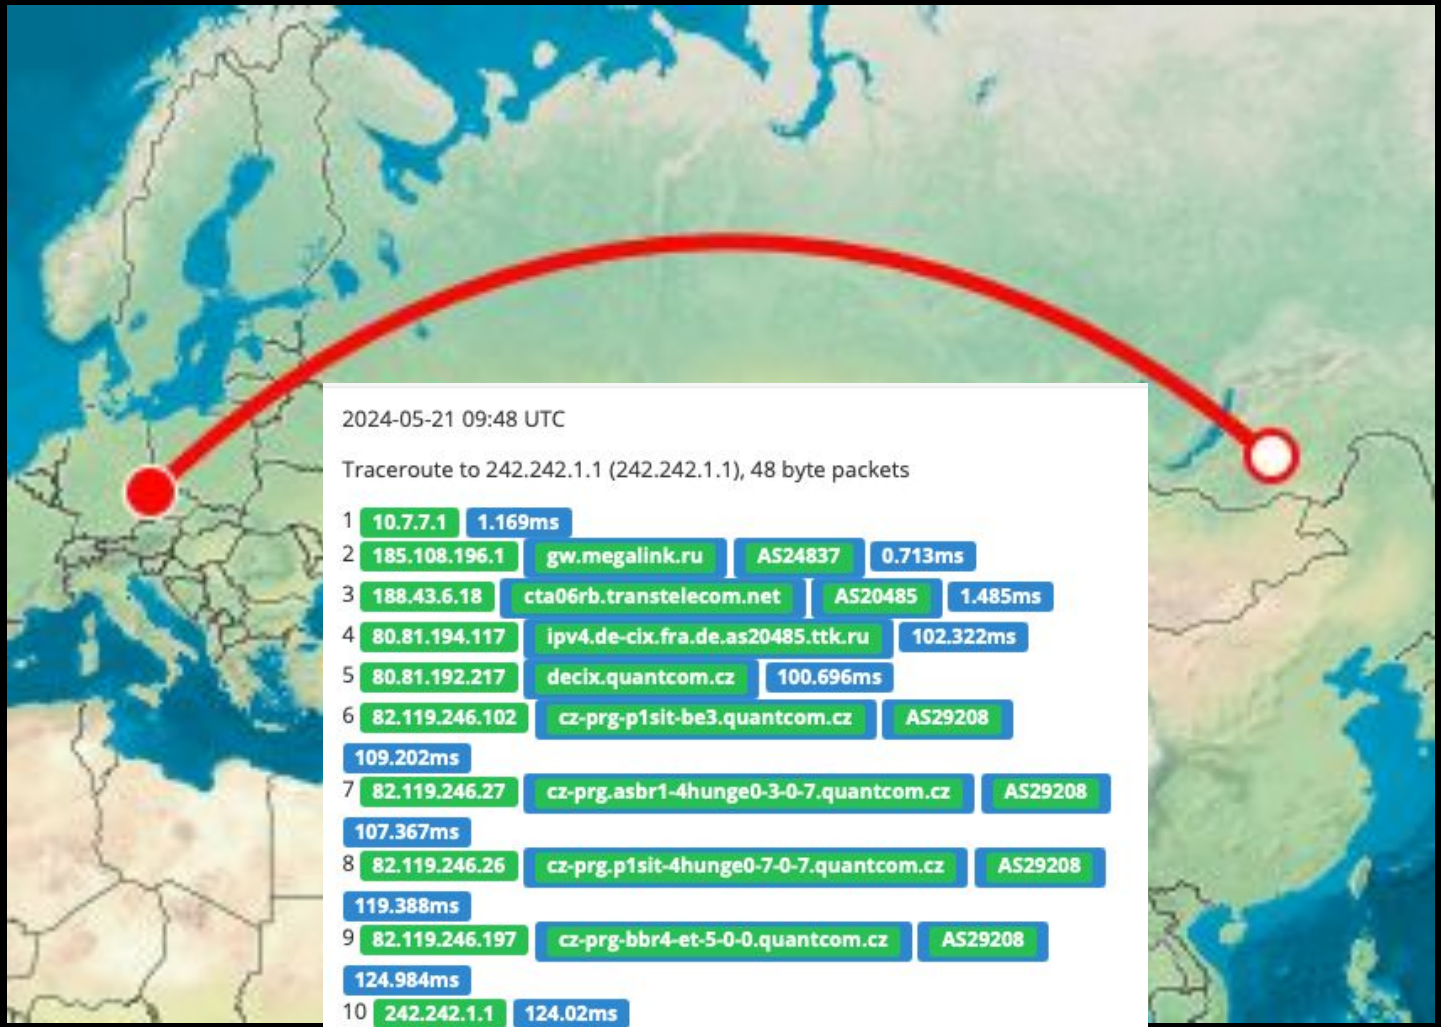 2024-05-21 09:48 UTC
Traceroute to 242.242.1.1 (242.242.1.1), 48 byte packets
1 10.7.7.1 1.169ms
2 185.108.196.1 gw.megalink.ru AS24837 0.713ms
3 188.43.6.18 cta06rb.transtelecom.net AS20485 1.485ms
4 80.81.194.117 ipv4.de-cix.fra.de.as20485.ttk.ru 102.322ms
5 80.81.192.217 decix.quantcom.cz 100.696ms
6 82.119.246.102 cz-prg-p1sit-be3.quantcom.cz AS29208
109.202ms
7 82.119.246.27 cz-prg.asbr1-4hunge0-3-0-7.quantcom.cz AS29208
107.367ms
8 82.119.246.26 cz-prg.p1sit-4hunge0-7-0-7.quantcom.cz AS29208
119.388ms
9 82.119.246.197 cz-prg-bbr4-et-5-0-0.quantcom.cz AS29208
124.984ms
10 242.242.1.1 124.02ms